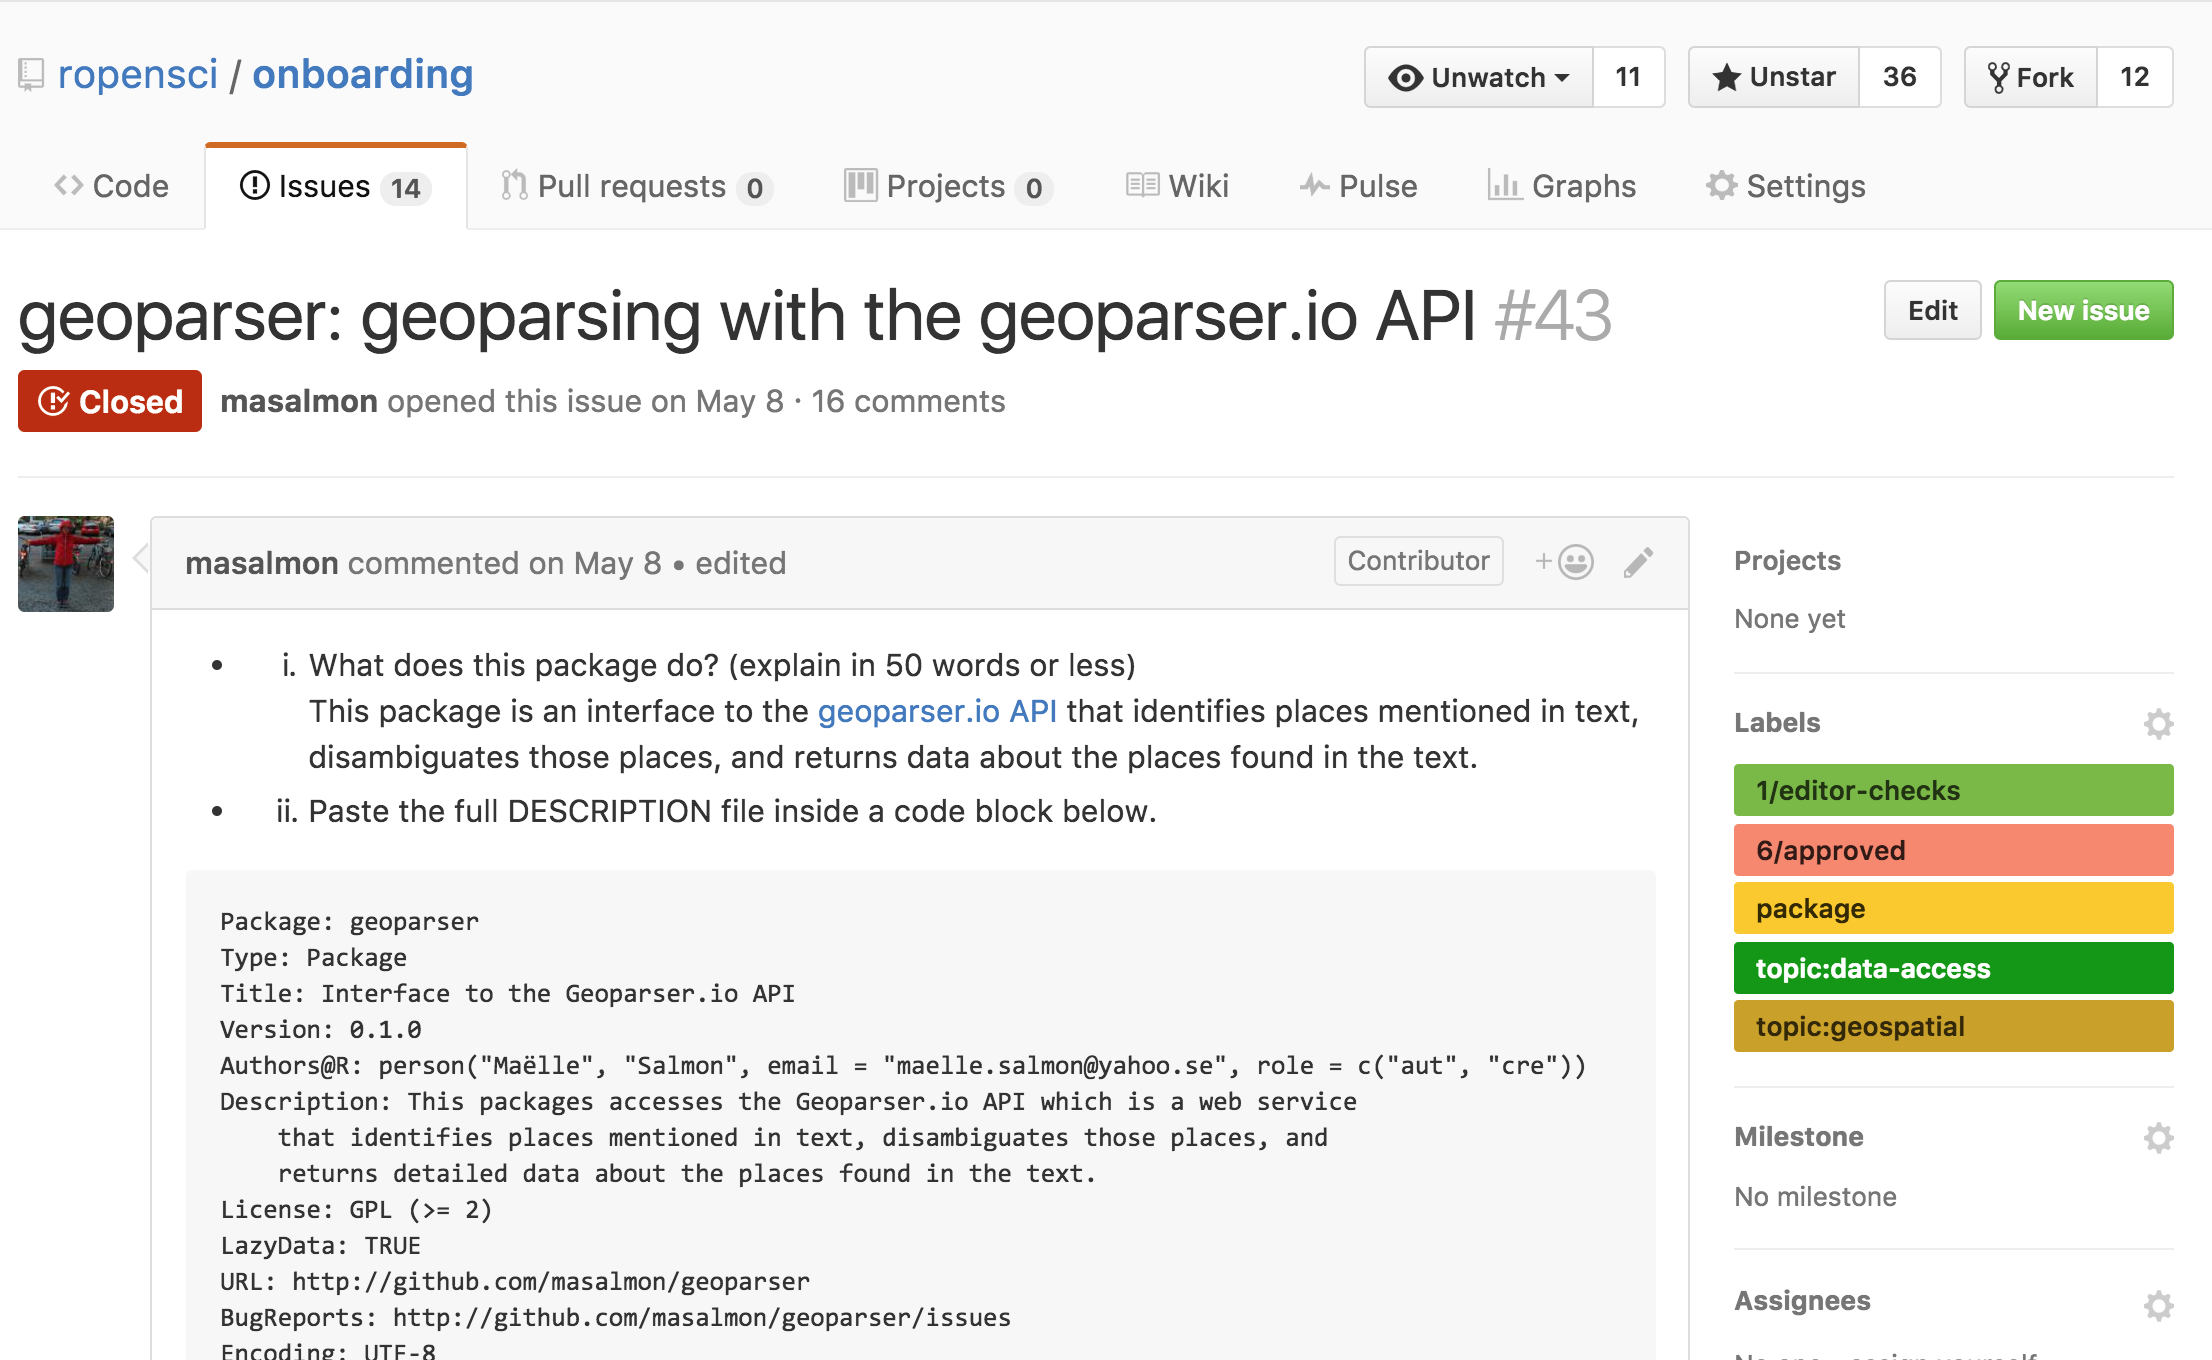 ropensci / onboarding
Unwatch 11
Unstar 36
Fork 12
Code
Issues 14
Pull requests 0
Projects 0
Wiki
Pulse
Graphs
Settings
geoparser: geoparsing with the geoparser.io API #43
Edit
New issue
Closed
masalmon opened this issue on May 8 · 16 comments
masalmon commented on May 8 • edited
Contributor
• i. What does this package do? (explain in 50 words or less)
This package is an interface to the geoparser.io API that identifies places mentioned in text,
disambiguates those places, and returns data about the places found in the text.
• ii. Paste the full DESCRIPTION file inside a code block below.
Package: geoparser
Type: Package
Title: Interface to the Geoparser.io API
Version: 0.1.0
Authors@R: person("Maëlle", "Salmon", email = "maelle.salmon@yahoo.se", role = c("aut", "cre"))
Description: This packages accesses the Geoparser.io API which is a web service
that identifies places mentioned in text, disambiguates those places, and
returns detailed data about the places found in the text.
License: GPL (>= 2)
LazyData: TRUE
URL: http://github.com/masalmon/geoparser
BugReports: http://github.com/masalmon/geoparser/issues
Encoding: UTF-8
Projects
None yet
Labels
1/editor-checks
6/approved
package
topic:data-access
topic:geospatial
Milestone
No milestone
Assignees